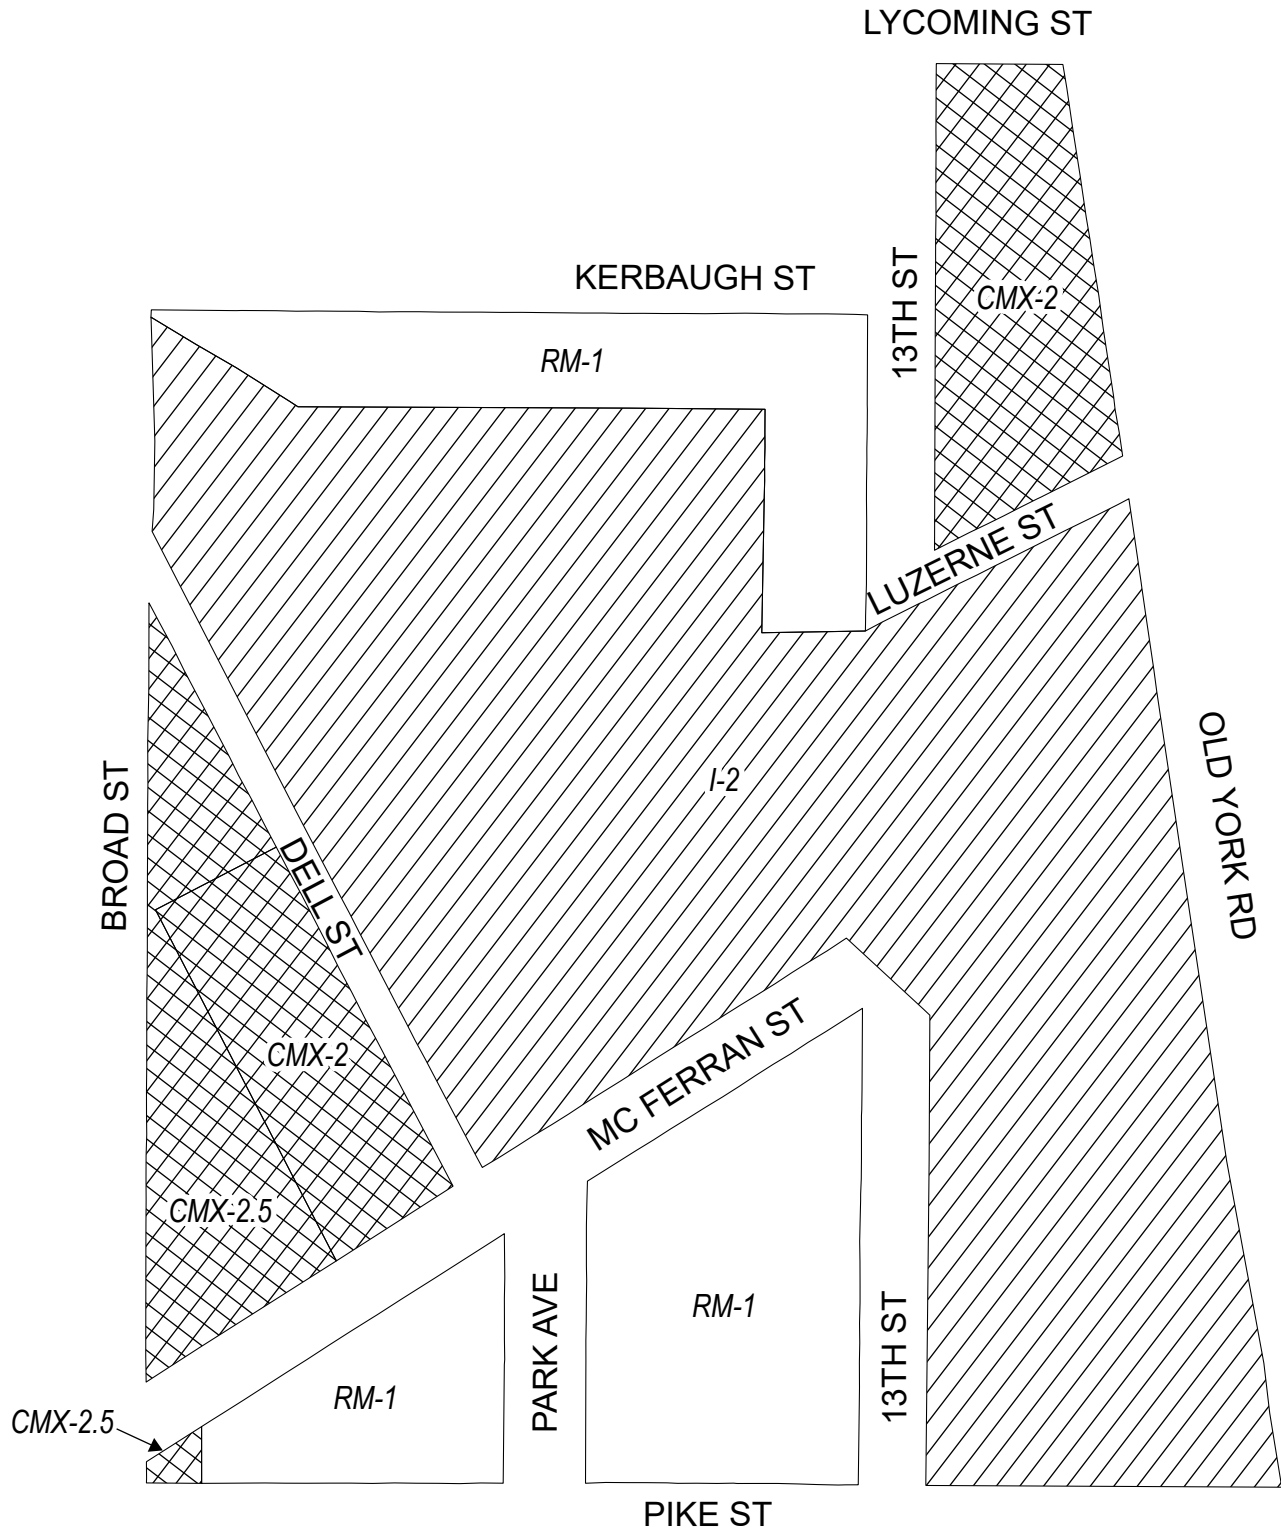 LYCOMING ST
KERBAUGH ST
13TH ST
CMX-2
RM-1
LUZERNE ST
I-2
OLD YORK RD
BROAD ST
DELL ST
CMX-2
MC FERRAN ST
CMX-2.5
RM-1
PARK AVE
13TH ST
RM-1
CMX-2.5
PIKE ST